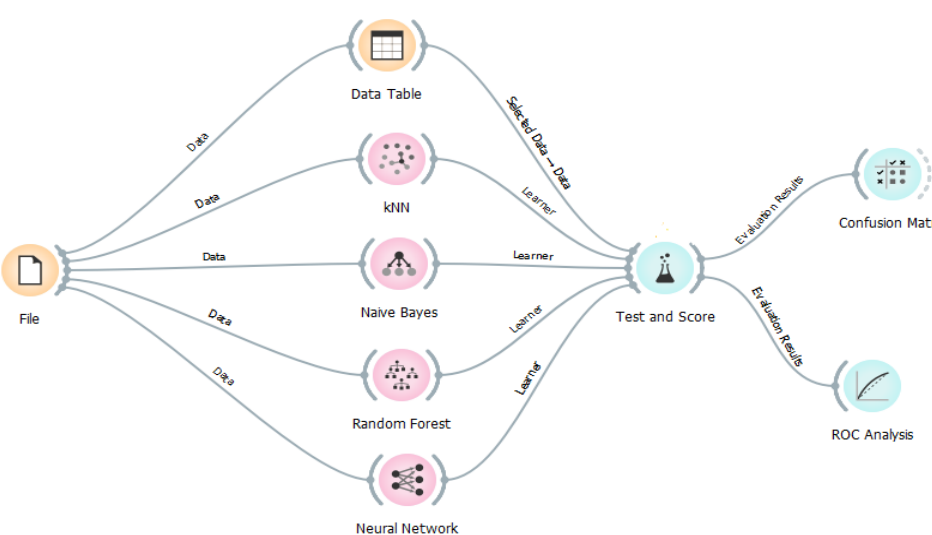 Data Table
Data
Selected Data → Data
kNN
Data
Learner
Evaluation Results
Confusion Mat
Naive Bayes
Data
Learner
File
Test and Score
Random Forest
Data
Learner
Evaluation Results
ROC Analysis
Neural Network
Data
Learner